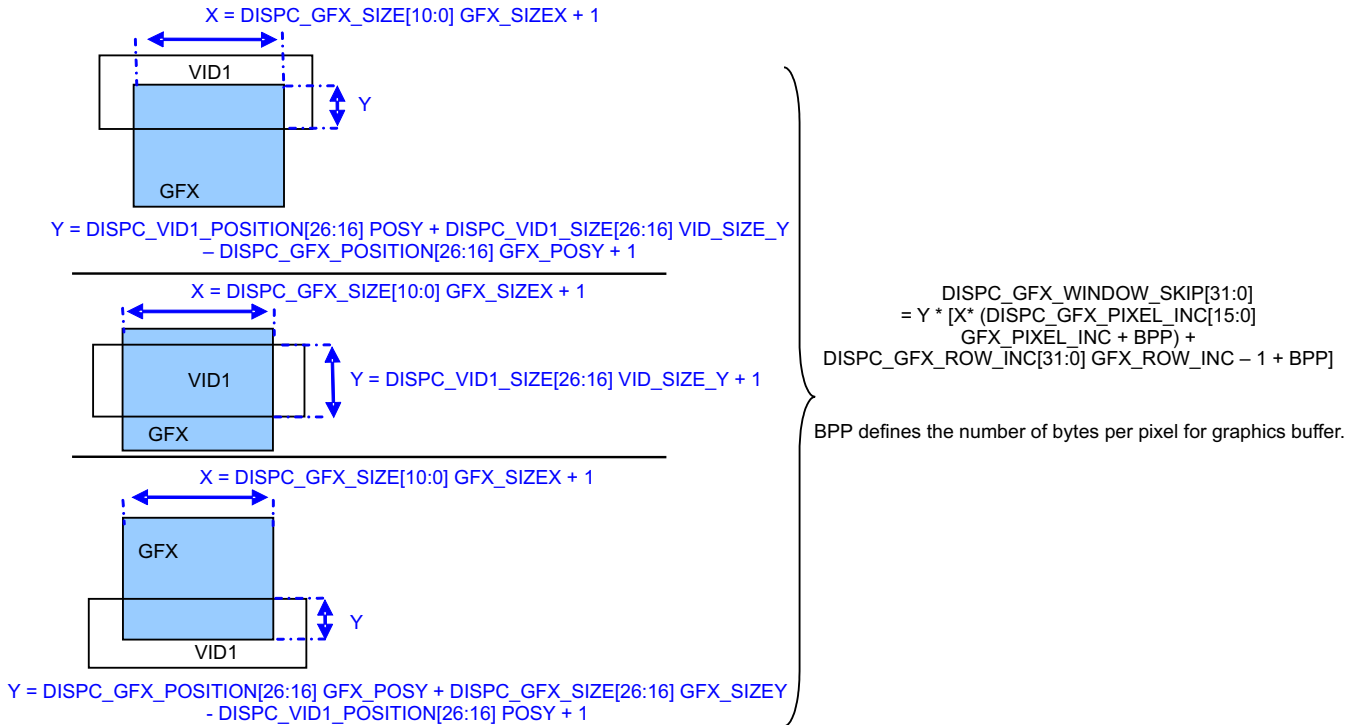 X = DISPC_GFX_SIZE[10:0] GFX_SIZEX + 1
VID1
Y
GFX
Y = DISPC_VID1_POSITION[26:16] POSY + DISPC_VID1_SIZE[26:16] VID_SIZE_Y
– DISPC_GFX_POSITION[26:16] GFX_POSY + 1
X = DISPC_GFX_SIZE[10:0] GFX_SIZEX + 1
VID1
Y = DISPC_VID1_SIZE[26:16] VID_SIZE_Y + 1
GFX
X = DISPC_GFX_SIZE[10:0] GFX_SIZEX + 1
GFX
Y
VID1
Y = DISPC_GFX_POSITION[26:16] GFX_POSY + DISPC_GFX_SIZE[26:16] GFX_SIZEY
- DISPC_VID1_POSITION[26:16] POSY + 1
DISPC_GFX_WINDOW_SKIP[31:0]
= Y * [X* (DISPC_GFX_PIXEL_INC[15:0]
GFX_PIXEL_INC + BPP) +
DISPC_GFX_ROW_INC[31:0] GFX_ROW_INC – 1 + BPP]
BPP defines the number of bytes per pixel for graphics buffer.